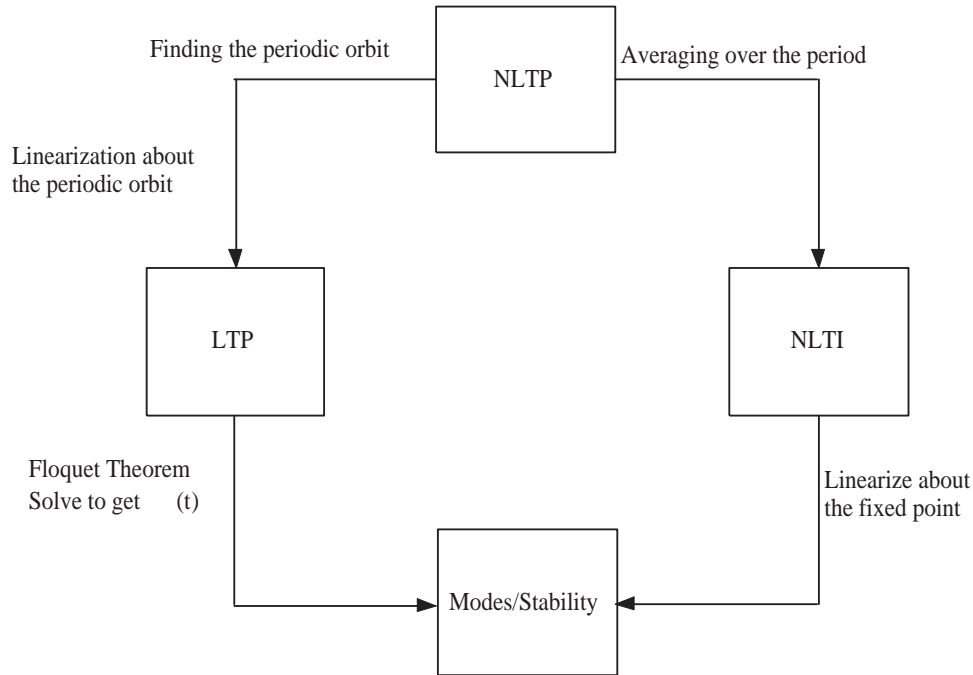 Finding the periodic orbit
Averaging over the period
NLTP
Linearization about
the periodic orbit
LTP
NLTI
Floquet Theorem
Solve to get (t)
Linearize about
the fixed point
Modes/Stability